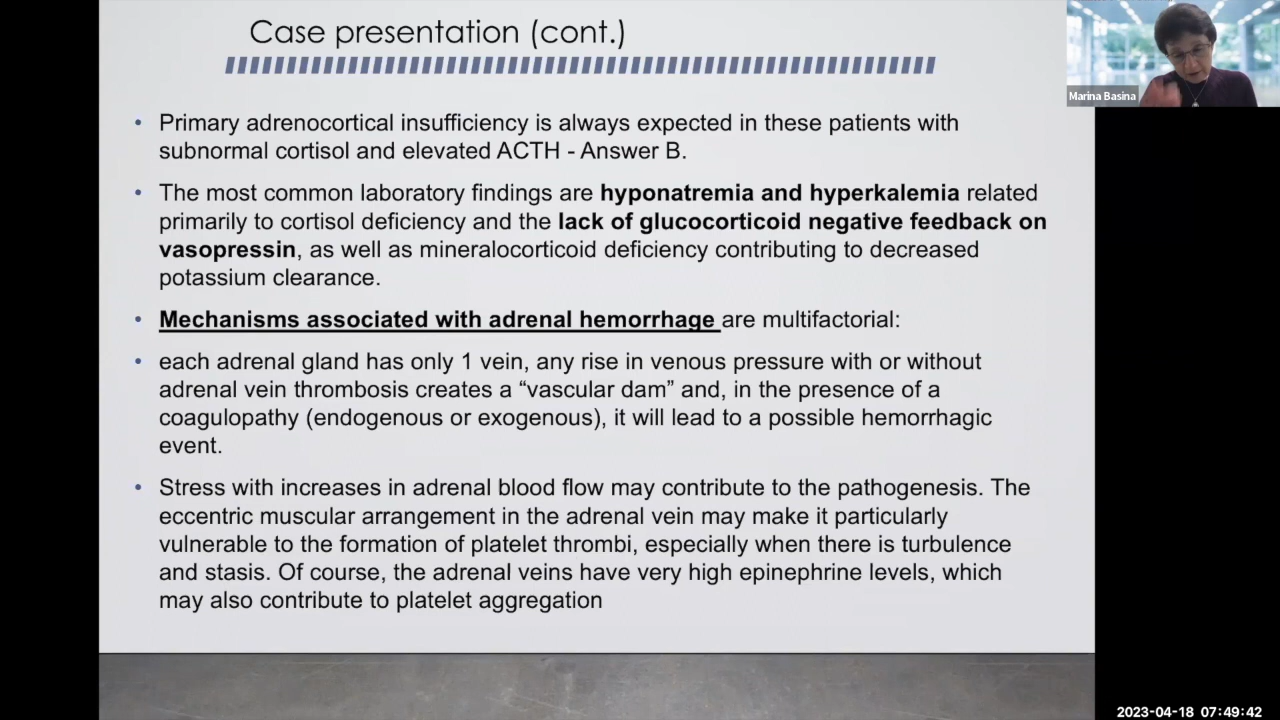 Case presentation (cont.)
Marina Basina
• Primary adrenocortical insufficiency is always expected in these patients with
subnormal cortisol and elevated ACTH - Answer B.
• The most common laboratory findings are hyponatremia and hyperkalemia related
primarily to cortisol deficiency and the lack of glucocorticoid negative feedback on
vasopressin, as well as mineralocorticoid deficiency contributing to decreased
potassium clearance.
• Mechanisms associated with adrenal hemorrhage are multifactorial:
• each adrenal gland has only 1 vein, any rise in venous pressure with or without
adrenal vein thrombosis creates a “vascular dam” and, in the presence of a
coagulopathy (endogenous or exogenous), it will lead to a possible hemorrhagic
event.
• Stress with increases in adrenal blood flow may contribute to the pathogenesis. The
eccentric muscular arrangement in the adrenal vein may make it particularly
vulnerable to the formation of platelet thrombi, especially when there is turbulence
and stasis. Of course, the adrenal veins have very high epinephrine levels, which
may also contribute to platelet aggregation
2023-04-18 07:49:42